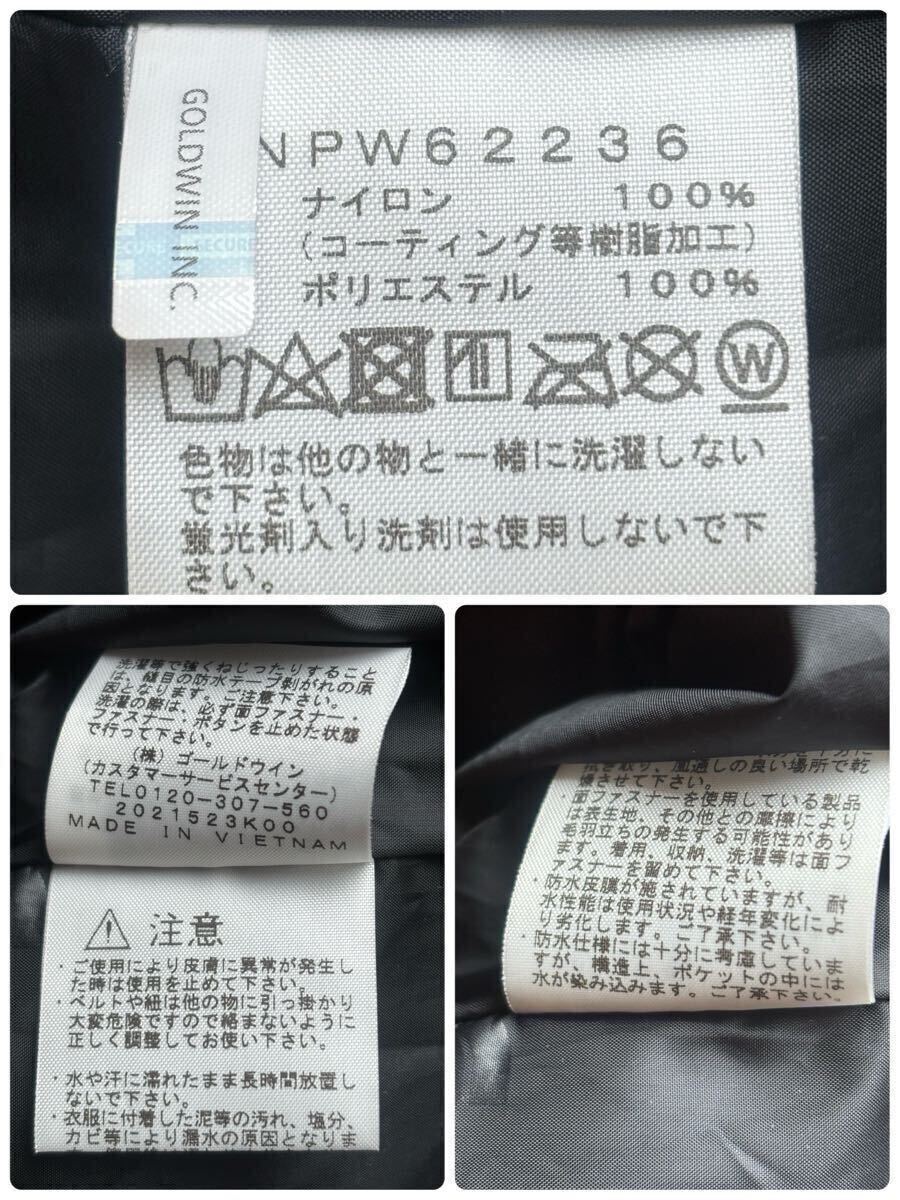 GOLDWIN INC.
NPW62236
ナイロン 100%
(コーティング等樹脂加工)
ポリエステル 100%
W
色物は他の物と一緒に洗濯しない
で下さい。
蛍光剤入り洗剤は使用しないで下
さい。
洗濯等で強くねじったりすること
は、縫目の防水テープ剝がれの原
因となります。ご注意下さい。
洗濯の際は、必ず面ファスナー・
ファスナー・ボタンを止めた状態
で行って下さい。
(株)ゴールドウイン
(カスタマーサービスセンター)
TEL0120-307-560
2021523K00
MADE IN VIETNAM
注意
・ご使用により皮膚に異常が発生し
た時は使用を止めて下さい。
・ベルトや紐は他の物に引っ掛かり
大変危険ですので絡まないように
正しく調整してお使い下さい。
・水や汗に濡れたまま長時間放置し
ないで下さい。
・衣服に付着した泥等の汚れ、塩分、
カビ等により漏水の原因となりま
拭き取り、風通しの良い場所で乾
燥させて下さい。
・面ファスナーを使用している製品
は表生地、その他との摩擦により
毛羽立ちの発生する可能性があり
ます。着用、収納、洗濯等は面フ
ァスナーを留めて下さい。
・防水皮膜が施されていますが、耐
水性能は使用状況や経年変化によ
り劣化します。ご了承下さい。
・防水仕様には十分に考慮していま
すが、構造上、ポケットの中には
水が染み込みます。ご了承下さい。